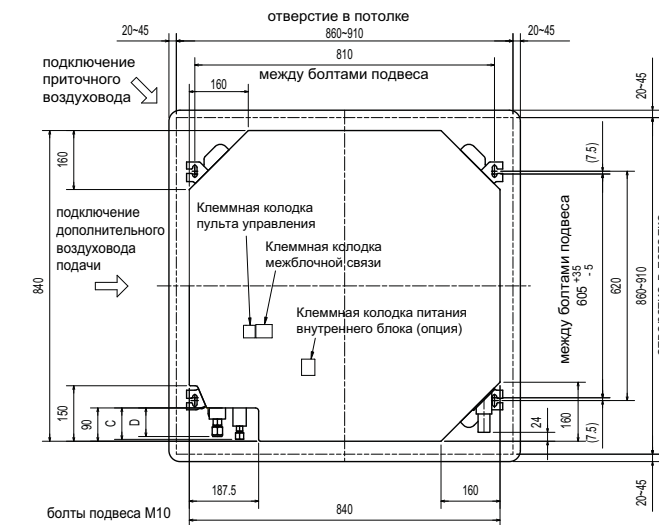 отверстие в потолке
20~45
860~910
20~45
810
между болтами подвеса
подключение
приточного
воздуховода
160
20~45
160
(7.5)
Клеммная колодка
пульта управления
подключение
дополнительного
воздуховода
подачи
Клеммная колодка
межблочной связи
между болтами подвеса
605 +35 - 5
620
860~910
840
Клеммная колодка питания
внутреннего блока (опция)
150
90
C
D
24
160
(7.5)
187.5
160
20~45
болты подвеса М10
840